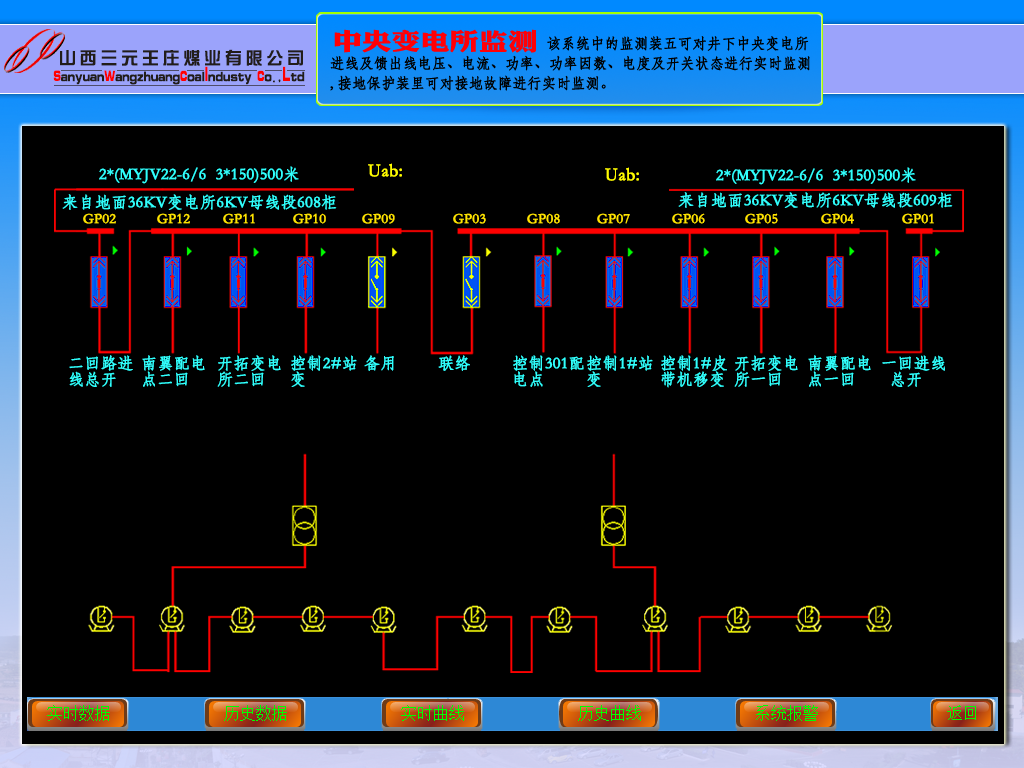 山西三元王庄煤业有限公司
SanyuanWangzhuangCoalIndusty Co.,Ltd
中央变电所监测 该系统中的监测装五可对井下中央变电所
进线及馈出线电压、电流、功率、功率因数、电度及开关状态进行实时监测
,接地保护装里可对接地故障进行实时监测。
2*(MYJV22-6/6 3*150)500米
Uab:
Uab:
2*(MYJV22-6/6 3*150)500米
来自地面36KV变电所6KV母线段608柜
来自地面36KV变电所6KV母线段609柜
GP02 GP12 GP11 GP10 GP09 GP03 GP08 GP07 GP06 GP05 GP04 GP01
二回路进
线总开
南翼配电
点二回
开拓变电
所二回
控制2#站
变
备用
联络
控制301配
电点
控制1#站
变
控制1#皮
带机移变
开拓变电
所一回
南翼配电
点一回
一回进线
总开
实时数据 历史数据 实时曲线 历史曲线 系统报警 返回